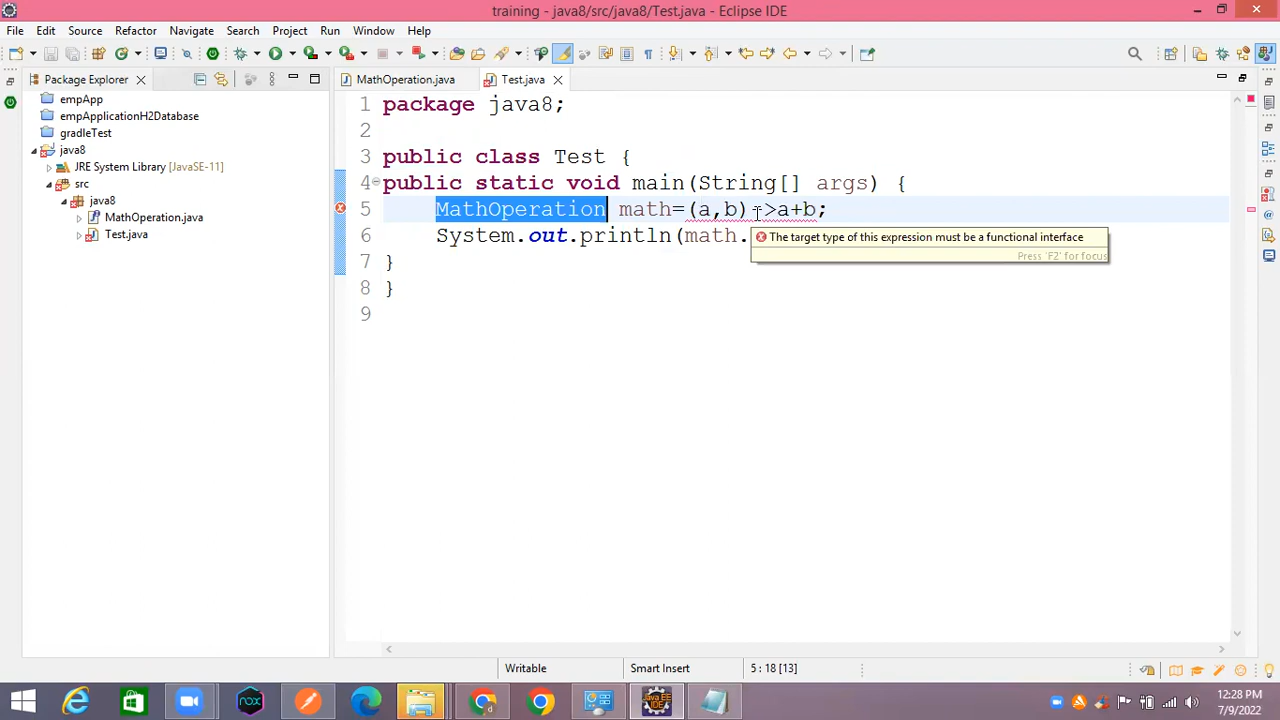 training - java8/src/java8/Test.java - Eclipse IDE
File Edit Source Refactor Navigate Search Project Run Window Help
Package Explorer
MathOperation.java
Test.java
empApp
empApplicationH2Database
gradleTest
java8
JRE System Library [JavaSE-11]
src
java8
MathOperation.java
Test.java
1 package java8;
2
3 public class Test {
4 public static void main(String[] args) {
5 MathOperation math=(a,b)->a+b;
6 System.out.println(math.
The target type of this expression must be a functional interface
Press 'F2' for focus
7 }
8 }
9
Writable
Smart Insert
5 : 18 [13]
nox
Java EE
IDE
12:28 PM
7/9/2022